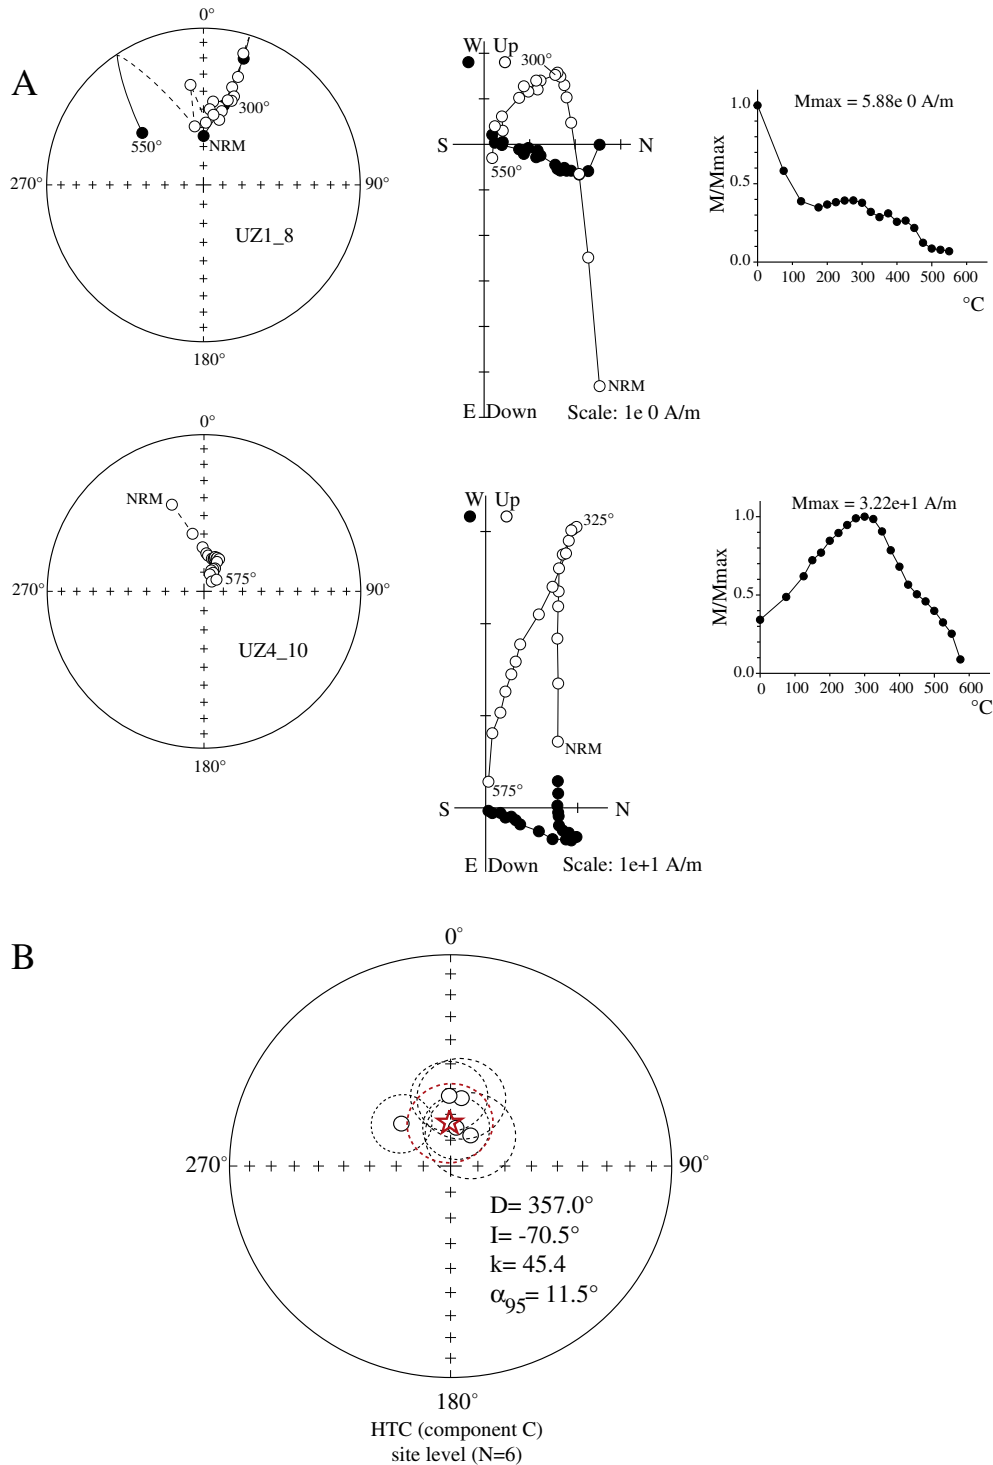 A
0°
300°
NRM
550°
270°
90°
UZ1_8
180°
W Up
300°
S
N
550°
NRM
E Down
Scale: 1e 0 A/m
Mmax = 5.88e 0 A/m
1.0
0.5
0.0
M/Mmax
0 100 200 300 400 500 600
°C
0°
NRM
575°
270°
90°
UZ4_10
180°
W Up
325°
NRM
575°
S
N
E Down
Scale: 1e+1 A/m
Mmax = 3.22e+1 A/m
1.0
0.5
0.0
M/Mmax
0 100 200 300 400 500 600
°C
B
0°
270°
90°
D= 357.0°
I= -70.5°
k= 45.4
α95= 11.5°
180°
HTC (component C)
site level (N=6)